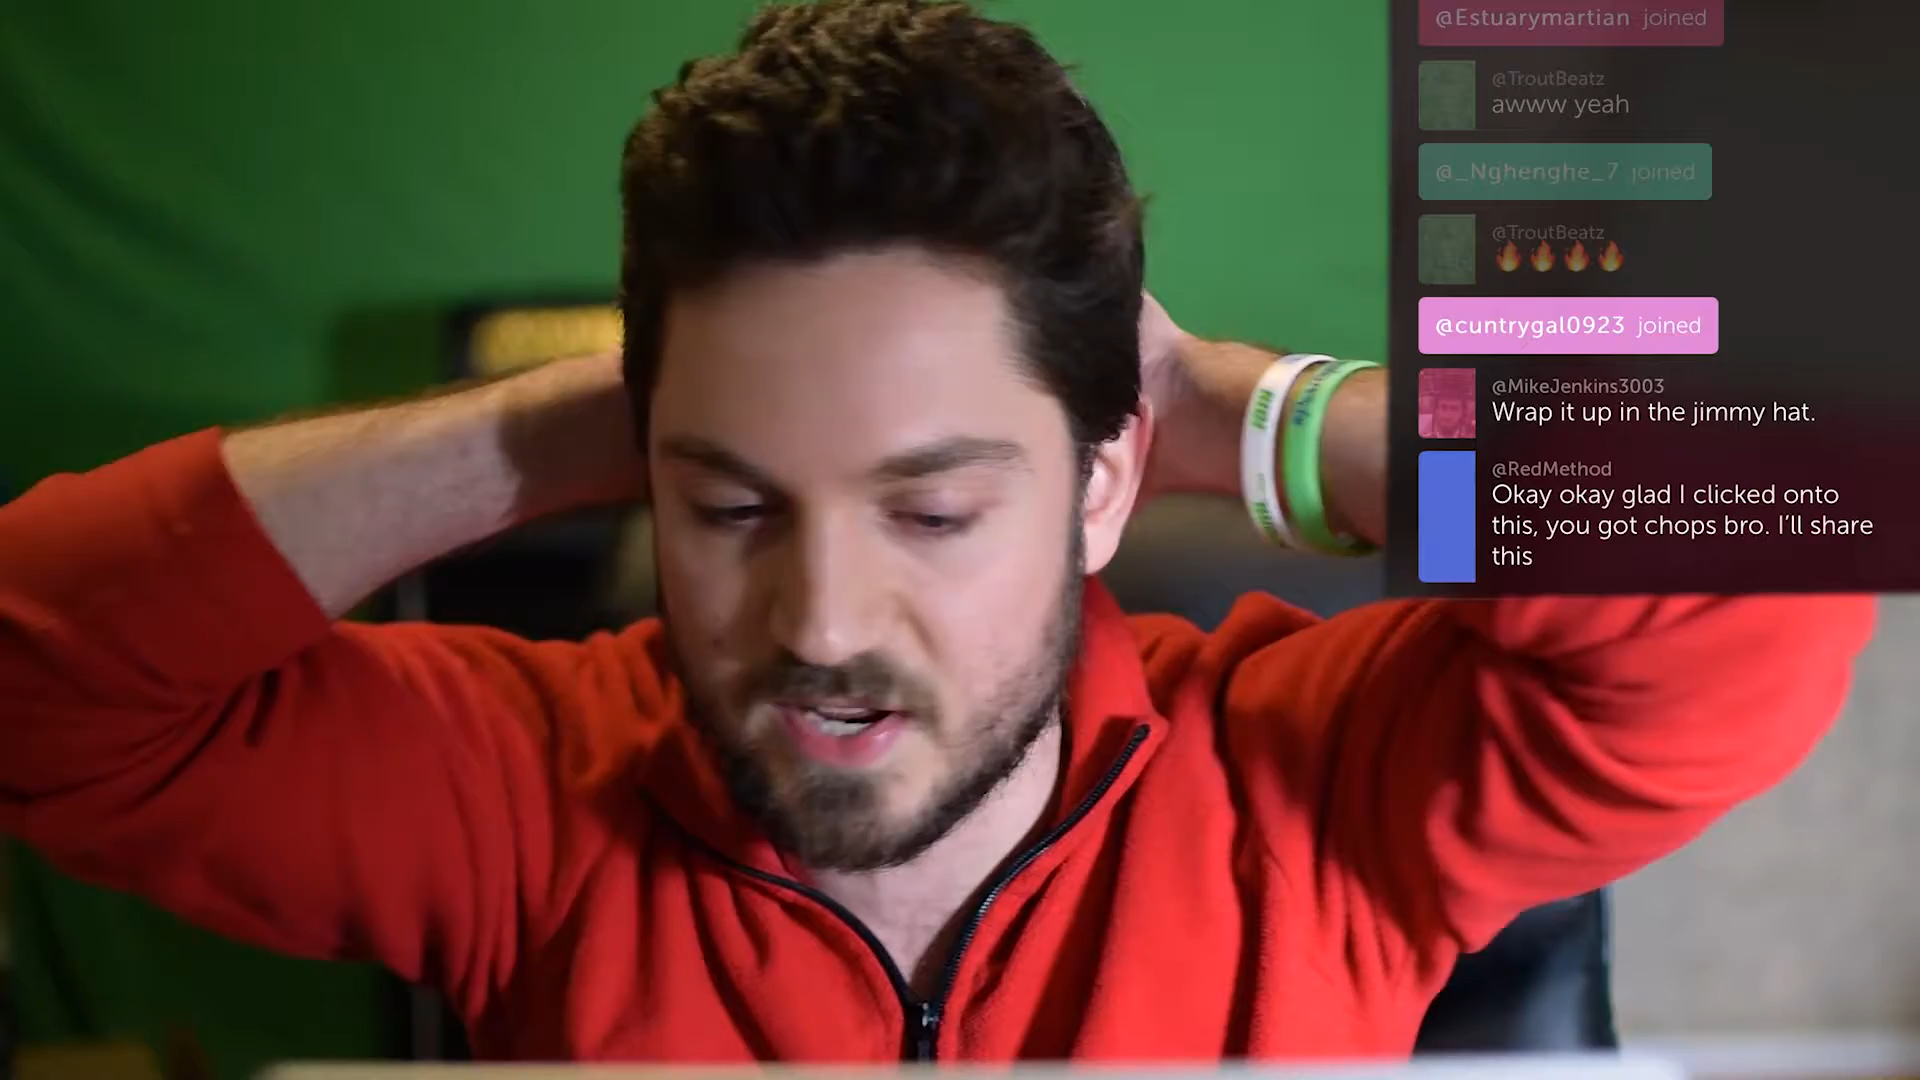 @Estuarymartian joined
@TroutBeatz
awww yeah
@_Nghenghe_7 joined
@TroutBeatz
🔥🔥🔥🔥
@cuntrygal0923 joined
@MikeJenkins3003
Wrap it up in the jimmy hat.
@RedMethod
Okay okay glad I clicked onto
this, you got chops bro. I'll share
this